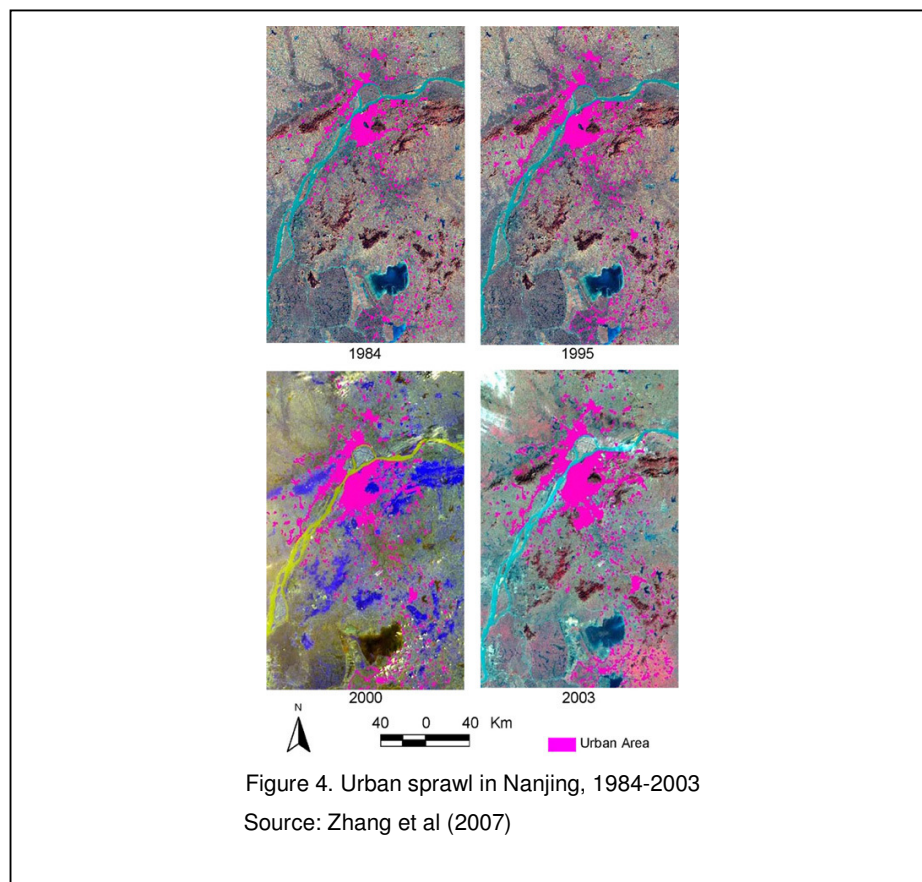 1984 1995
2000 2003
N
40 0 40 Km
Urban Area
Figure 4. Urban sprawl in Nanjing, 1984-2003
Source: Zhang et al (2007)